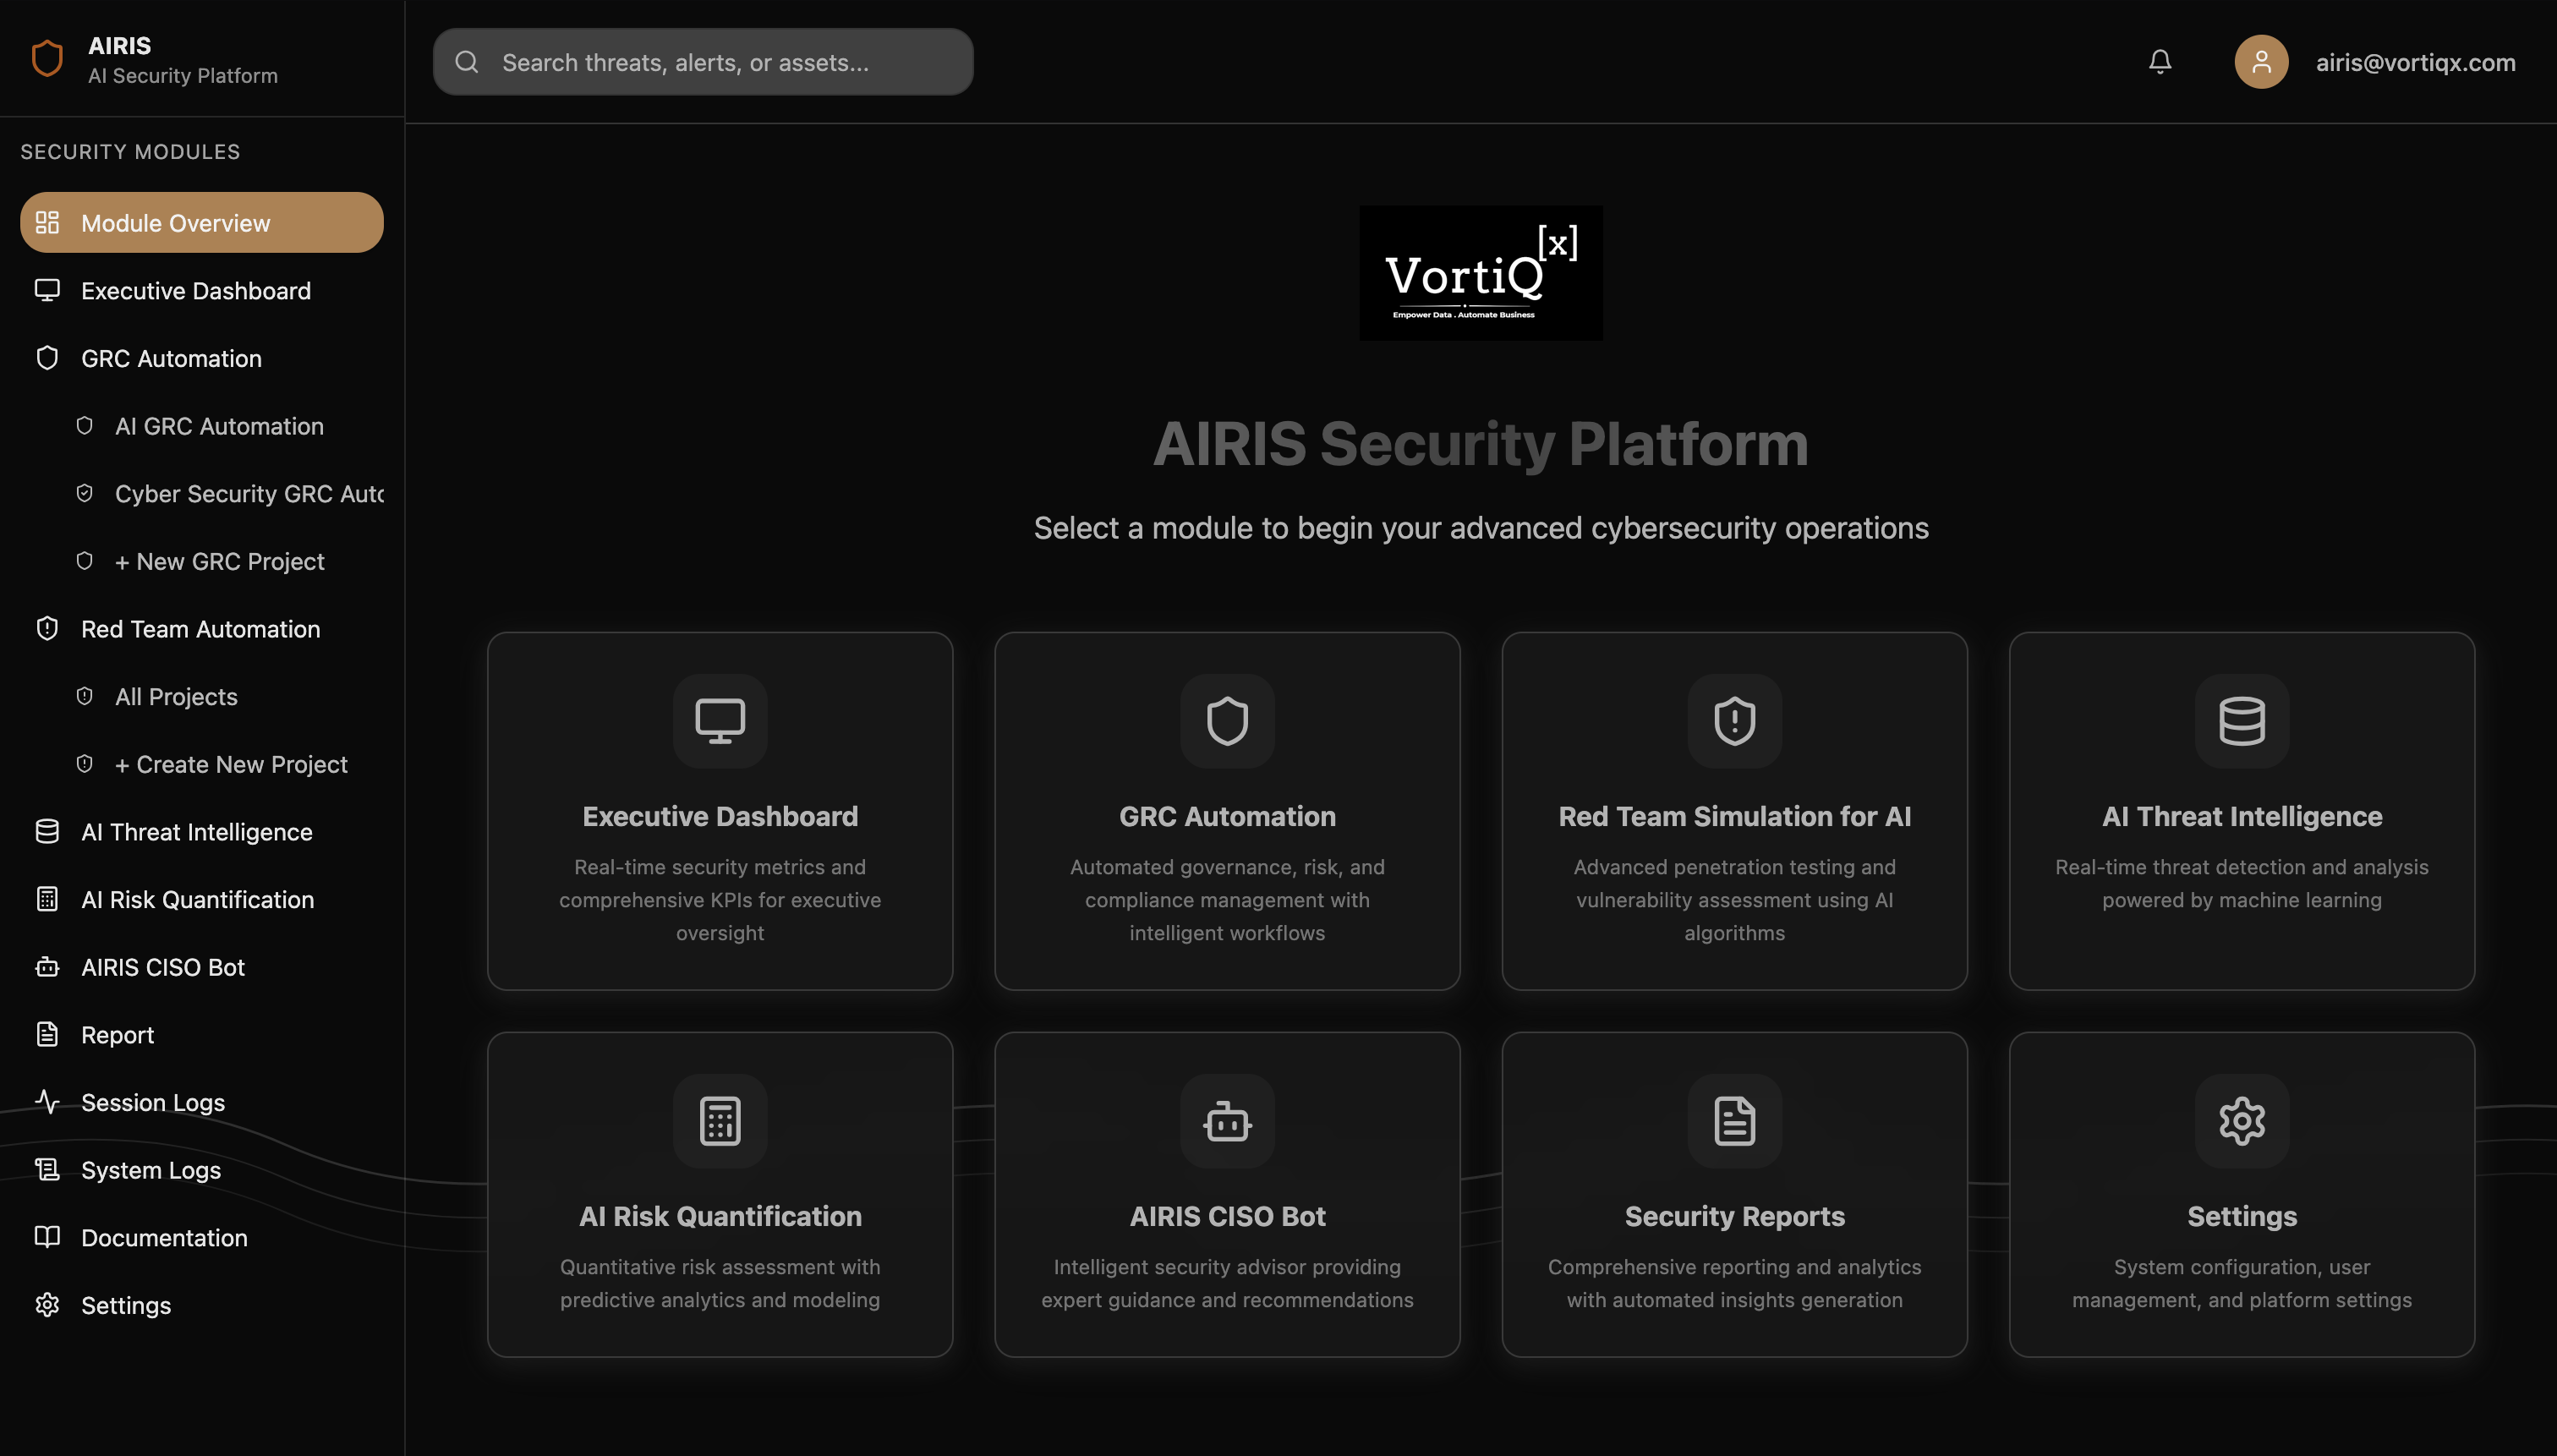 AIRIS
AI Security Platform
SECURITY MODULES
Module Overview
Executive Dashboard
GRC Automation
AI GRC Automation
Cyber Security GRC Auto
+ New GRC Project
Red Team Automation
All Projects
+ Create New Project
AI Threat Intelligence
AI Risk Quantification
AIRIS CISO Bot
Report
Session Logs
System Logs
Documentation
Settings
Search threats, alerts, or assets...
airis@vortiqx.com
VortiQ[x]
Empower Data . Automate Business
AIRIS Security Platform
Select a module to begin your advanced cybersecurity operations
Executive Dashboard
Real-time security metrics and
comprehensive KPIs for executive
oversight
GRC Automation
Automated governance, risk, and
compliance management with
intelligent workflows
Red Team Simulation for AI
Advanced penetration testing and
vulnerability assessment using AI
algorithms
AI Threat Intelligence
Real-time threat detection and analysis
powered by machine learning
AI Risk Quantification
Quantitative risk assessment with
predictive analytics and modeling
AIRIS CISO Bot
Intelligent security advisor providing
expert guidance and recommendations
Security Reports
Comprehensive reporting and analytics
with automated insights generation
Settings
System configuration, user
management, and platform settings